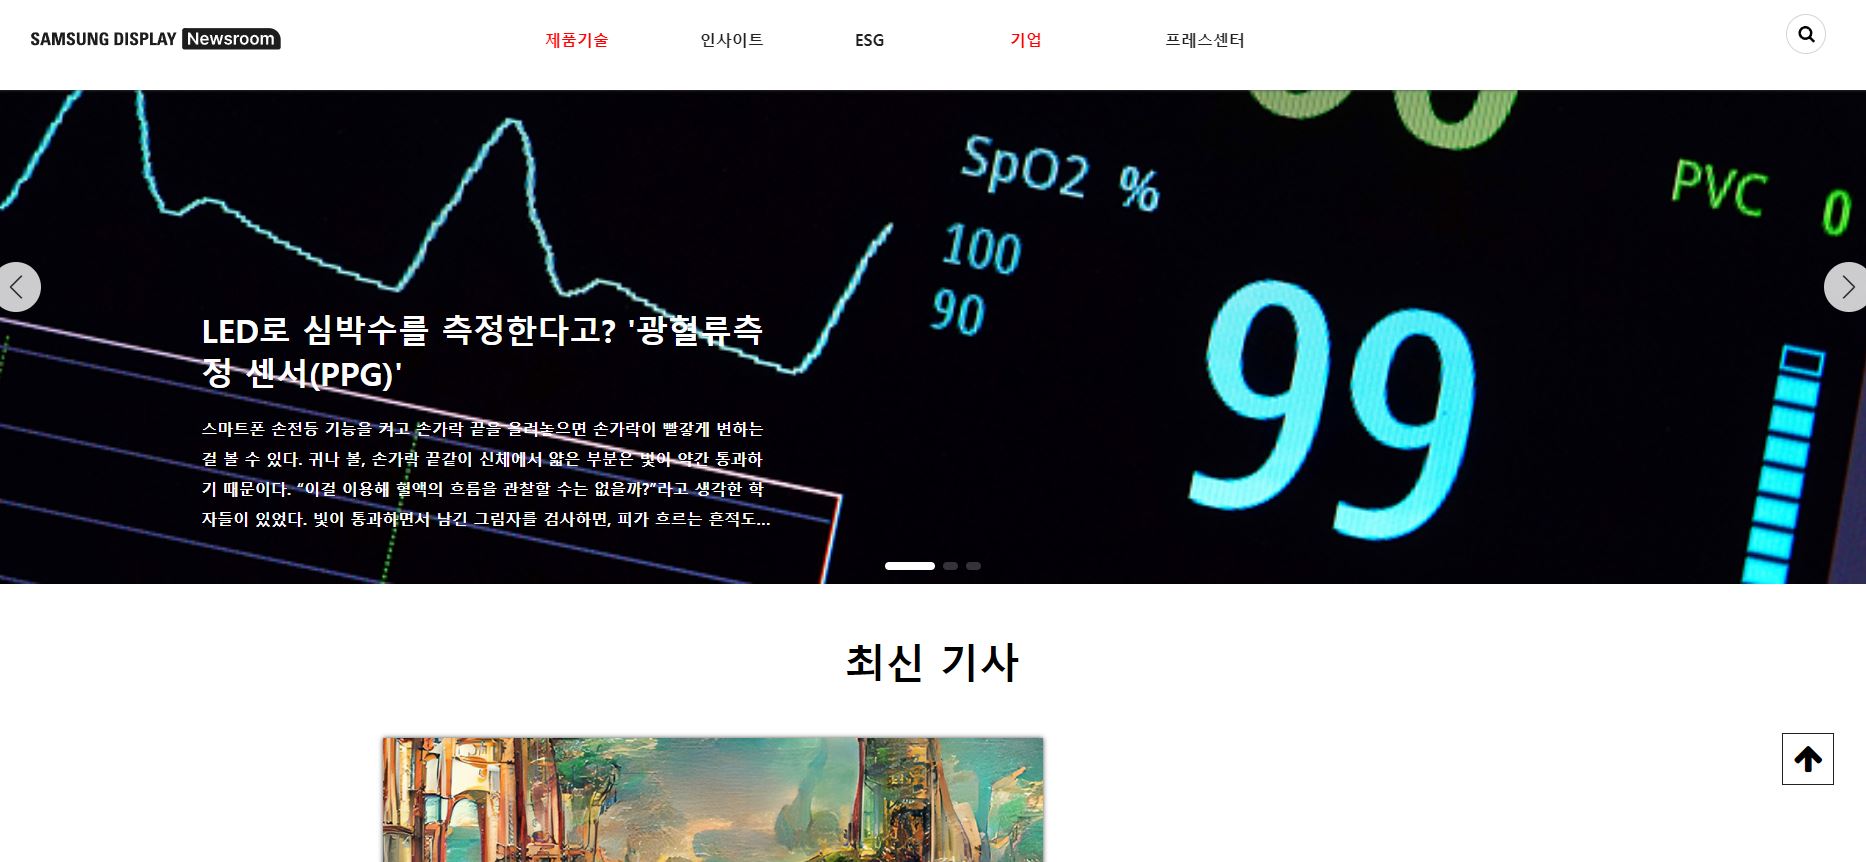 SAMSUNG DISPLAY Newsroom
제품기술 인사이트 ESG 기업 프레스센터
SpO2 %
PVC 0
100
90
99
LED로 심박수를 측정한다고? '광혈류측
정 센서(PPG)'
스마트폰 손전등 기능을 켜고 손가락 끝을 올려놓으면 손가락이 빨갛게 변하는
걸 볼 수 있다. 귀나 볼, 손가락 끝같이 신체에서 얇은 부분은 빛이 약간 통과하
기 때문이다. “이걸 이용해 혈액의 흐름을 관찰할 수는 없을까?”라고 생각한 학
자들이 있었다. 빛이 통과하면서 남긴 그림자를 검사하면, 피가 흐르는 흔적도...
최신 기사